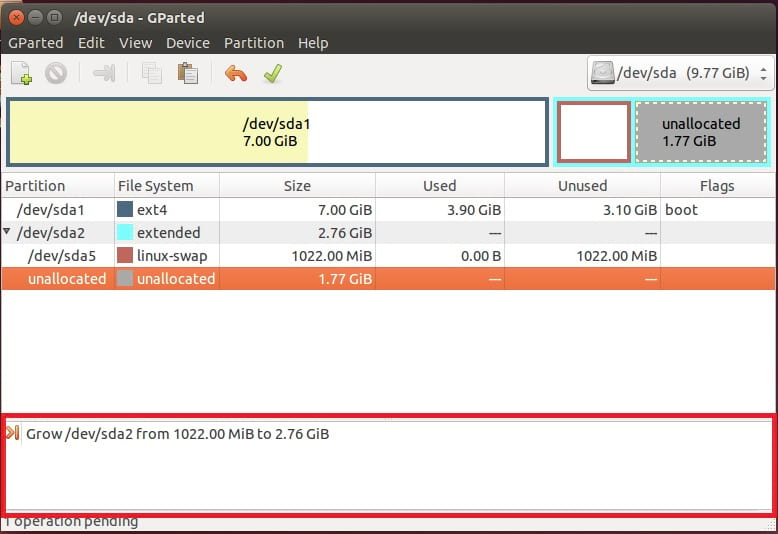 /dev/sda - GParted
GParted Edit View Device Partition Help
/dev/sda (9.77 GiB)
/dev/sda1
7.00 GiB
unallocated
1.77 GiB
Partition File System Size Used Unused Flags
/dev/sda1 ext4 7.00 GiB 3.90 GiB 3.10 GiB boot
/dev/sda2 extended 2.76 GiB --- ---
/dev/sda5 linux-swap 1022.00 MiB 0.00 B 1022.00 MiB
unallocated unallocated 1.77 GiB --- ---
Grow /dev/sda2 from 1022.00 MiB to 2.76 GiB
1 operation pending